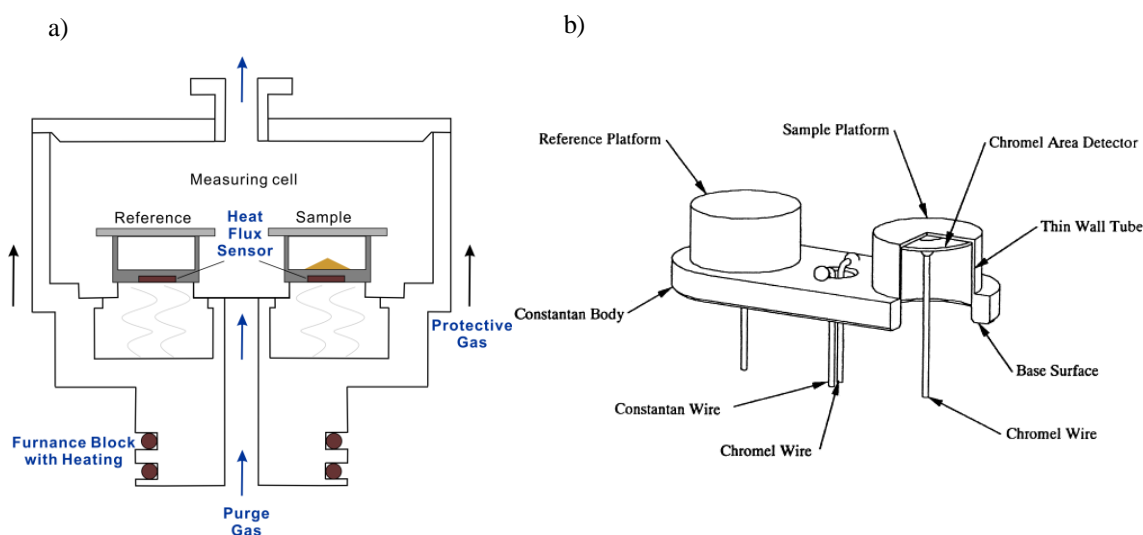 a)
Measuring cell
Reference
Heat
Flux
Sensor
Sample
Protective
Gas
Furnance Block
with Heating
Purge
Gas
b)
Sample Platform
Reference Platform
Chromel Area Detector
Thin Wall Tube
Constantan Body
Base Surface
Constantan Wire
Chromel Wire
Chromel Wire